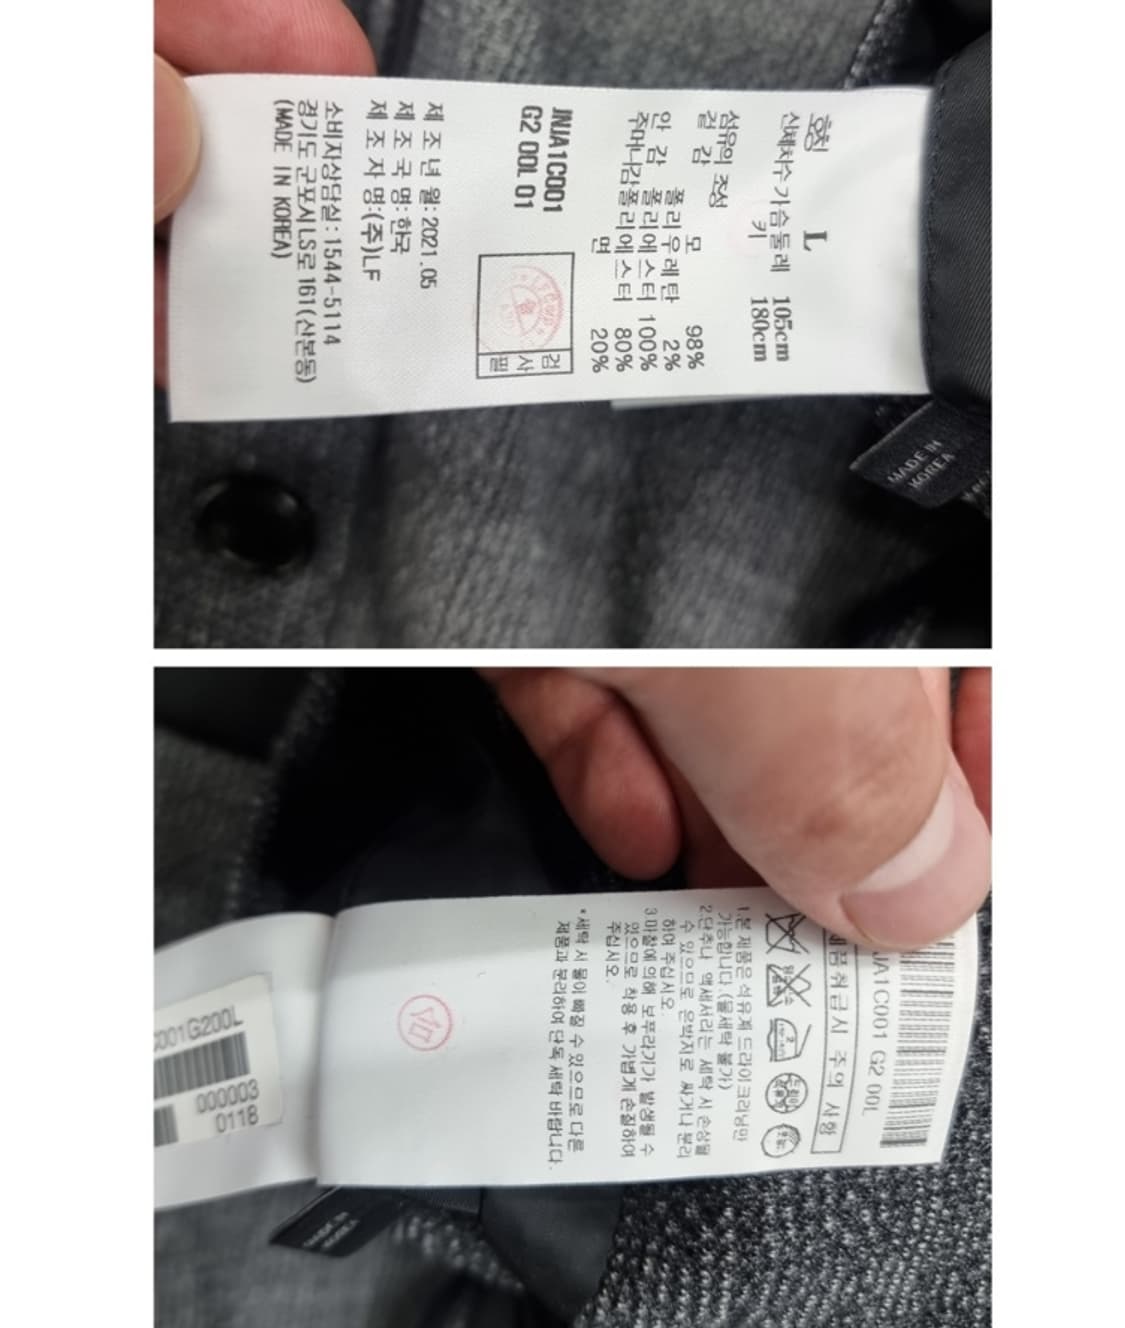 호칭 L
신체치수 가슴둘레 105cm
키 180cm
섬유의 조성
겉 감 모 98%
폴리우레탄 2%
안 감 폴리에스터 100%
주머니감 폴리에스터 80%
면 20%
JNJA1C001
G2 00L 01
검사필
제 조 년 월: 2021.05
제 조 국 명: 한국
제 조 자 명:(주)LF
소비자상담실: 1544-5114
경기도 군포시 LS로 161(산본동)
(MADE IN KOREA)
MADE IN
KOREA
JA1C001 G2 00L
취급시 주의 사항
1.본 제품은 석유계 드라이크리닝만
가능합니다.(물세탁 불가)
2.단추나 액세서리는 세탁 시 손상될
수 있으므로 은박지로 싸거나 분리
하여 주십시오.
3.마찰에 의해 보푸라기가 발생될 수
있으므로 착용 후 가볍게 손질하여
주십시오.
*세탁 시 물이 빠질 수 있으므로 다른
제품과 분리하여 단독 세탁 바랍니다.
C001G200L
000003
0118
MADE IN
KOREA